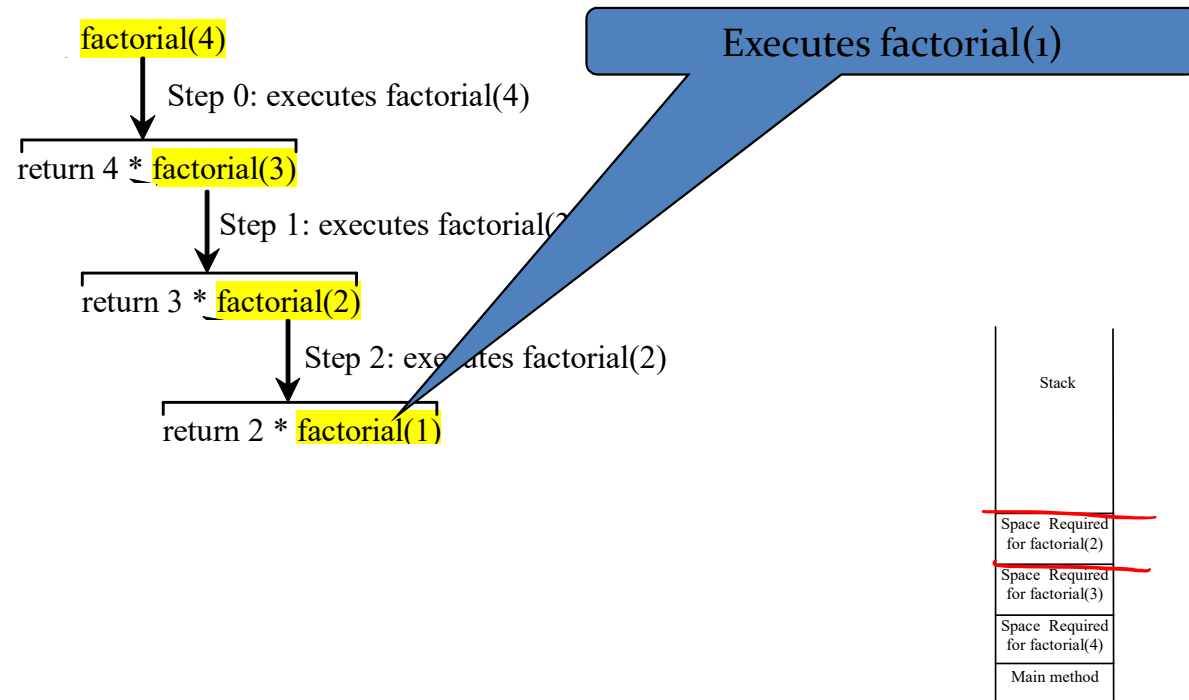 factorial(4)
Executes factorial(1)
Step 0: executes factorial(4)
return 4 * factorial(3)
Step 1: executes
return 3 * factorial(2)
Step 2: executes factorial(2)
return 2 * factorial(1)
Stack
Space Required
for factorial(2)
Space Required
for factorial(3)
Space Required
for factorial(4)
Main method